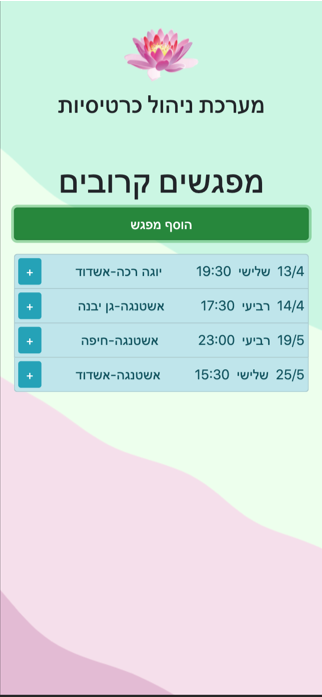 מערכת ניהול כרטיסיות
מפגשים קרובים
הוסף מפגש
13/4 שלישי 19:30 יוגה רכה-אשדוד +
14/4 רביעי 17:30 אשטנגה-גן יבנה +
19/5 רביעי 23:00 אשטנגה-חיפה +
25/5 שלישי 15:30 אשטנגה-אשדוד +